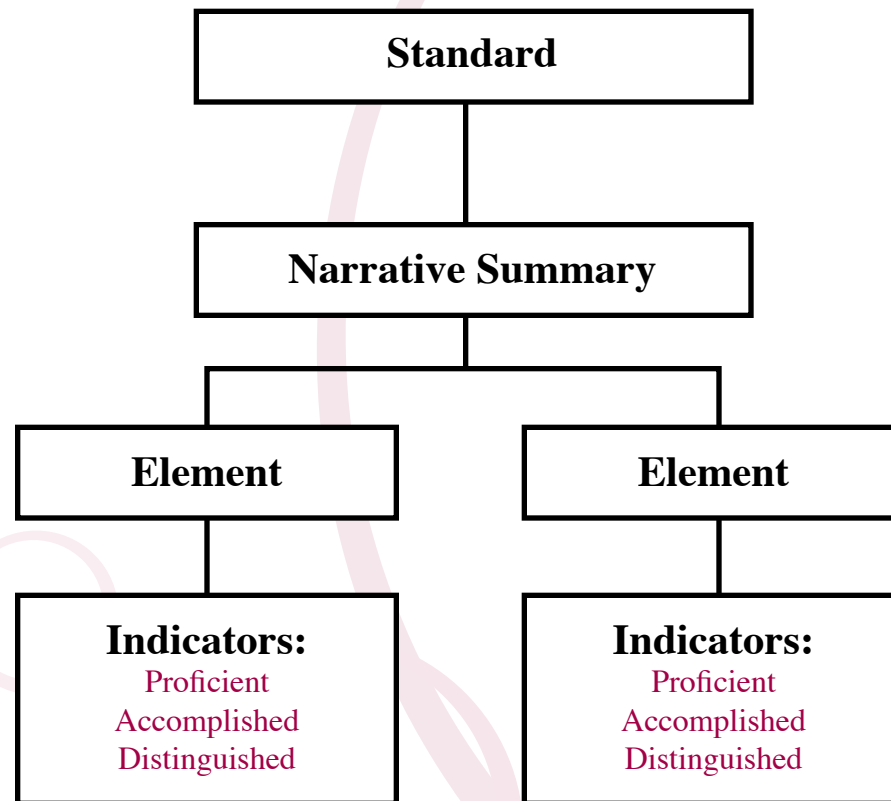 Standard
Narrative Summary
Element
Element
Indicators:
Proficient
Accomplished
Distinguished
Indicators:
Proficient
Accomplished
Distinguished